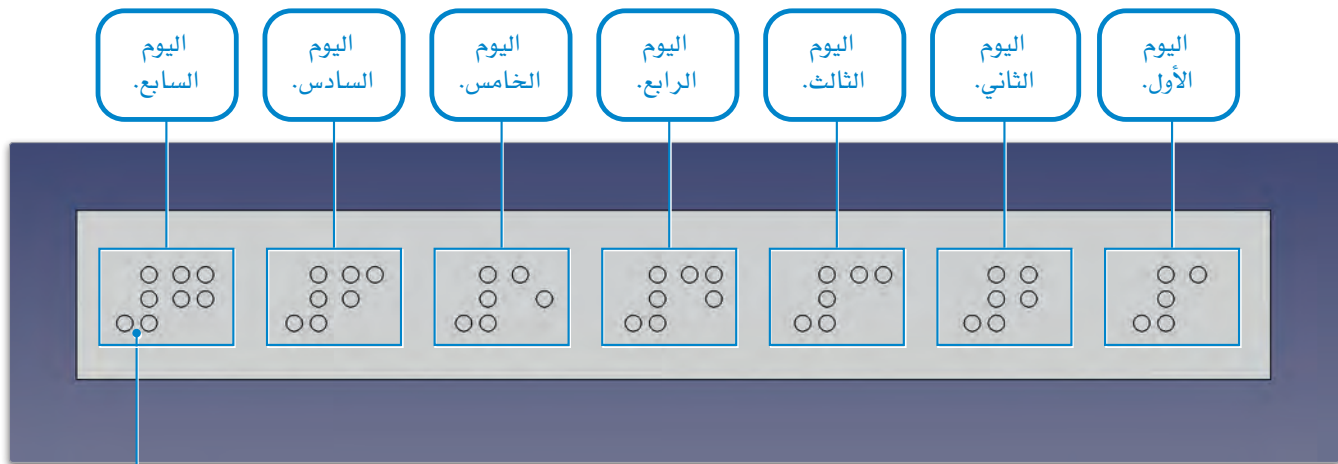 اليوم
الأول.
اليوم
الثاني.
اليوم
الثالث.
اليوم
الرابع.
اليوم
الخامس.
اليوم
السادس.
اليوم
السابع.
⠼⠁
⠼⠃
⠼⠉
⠼⠙
⠼⠑
⠼⠋
⠼⠛